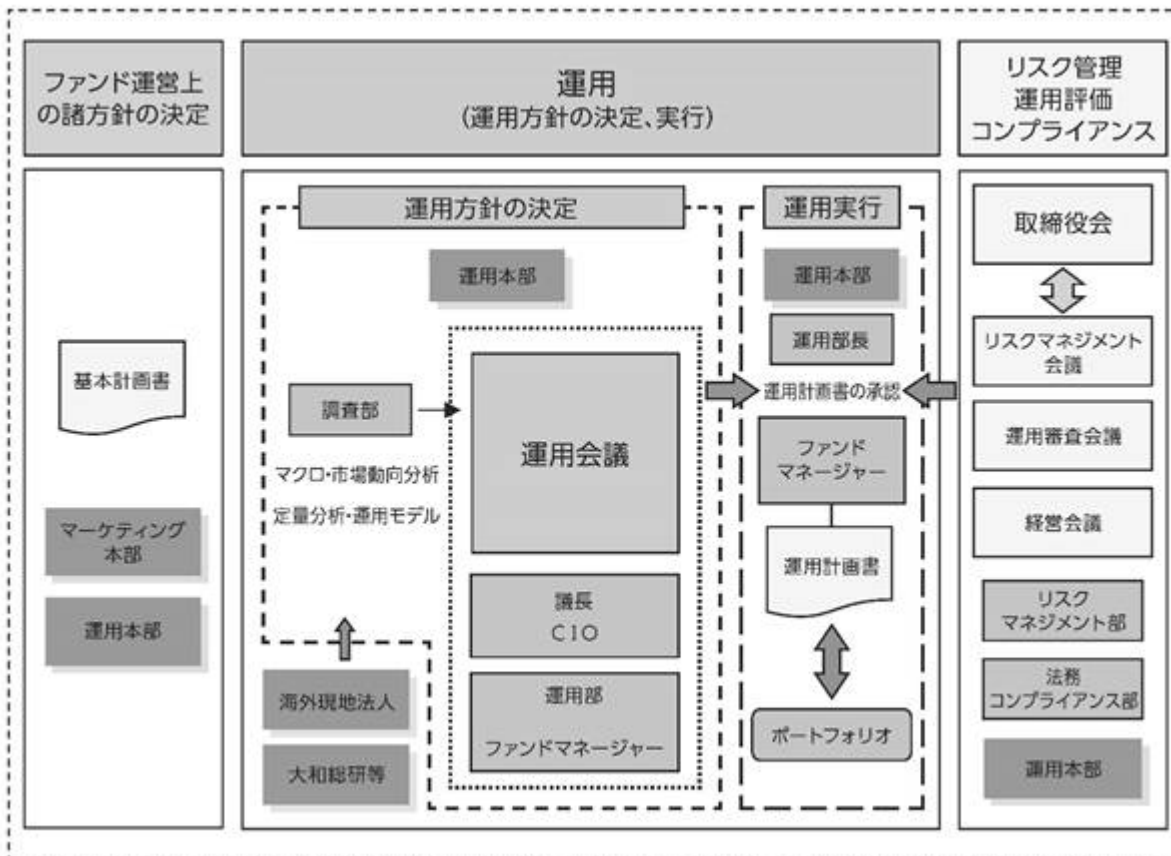 ファンド運営上
の諸方針の決定
運用
(運用方針の決定、実行)
リスク管理
運用評価
コンプライアンス
基本計画書
マーケティング
本部
運用本部
運用方針の決定
運用本部
調査部
マクロ・市場動向分析
定量分析・運用モデル
海外現地法人
大和総研等
運用会議
議長
CIO
運用部
ファンドマネージャー
運用実行
運用本部
運用部長
運用計画書の承認
ファンド
マネージャー
運用計画書
ポートフォリオ
取締役会
リスクマネジメント
会議
運用審査会議
経営会議
リスク
マネジメント部
法務
コンプライアンス部
運用本部